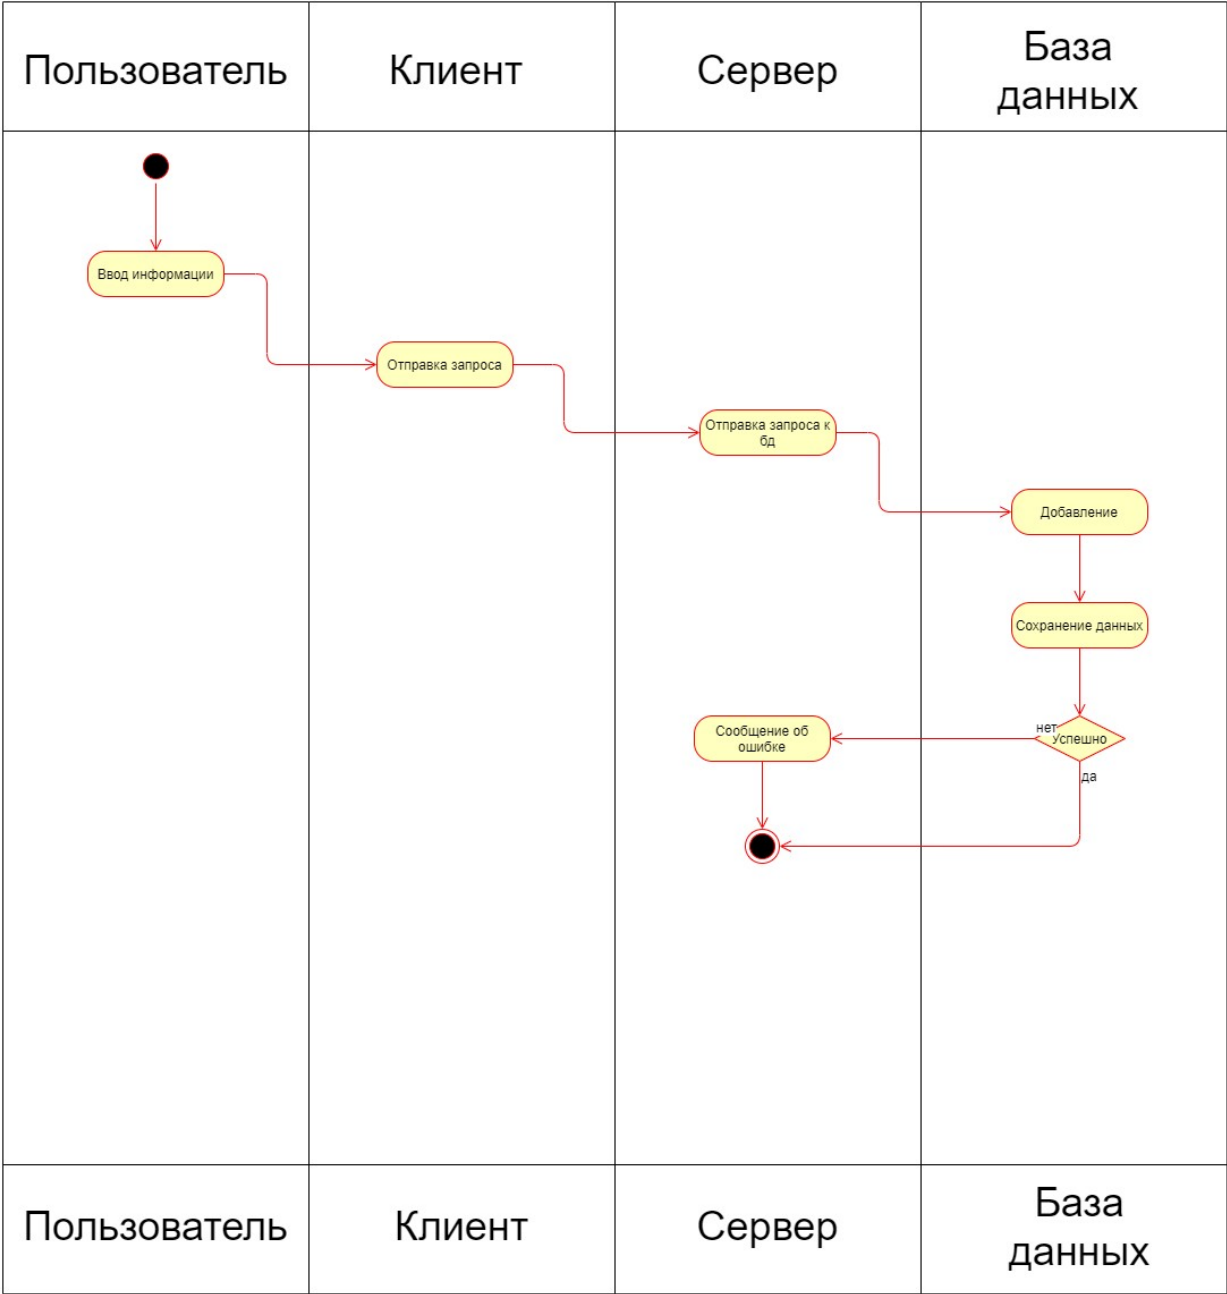 Пользователь
Клиент
Сервер
База
данных
Ввод информации
Отправка запроса
Отправка запроса к
бд
Добавление
Сохранение данных
Сообщение об
ошибке
нет
Успешно
да
Пользователь
Клиент
Сервер
База
данных